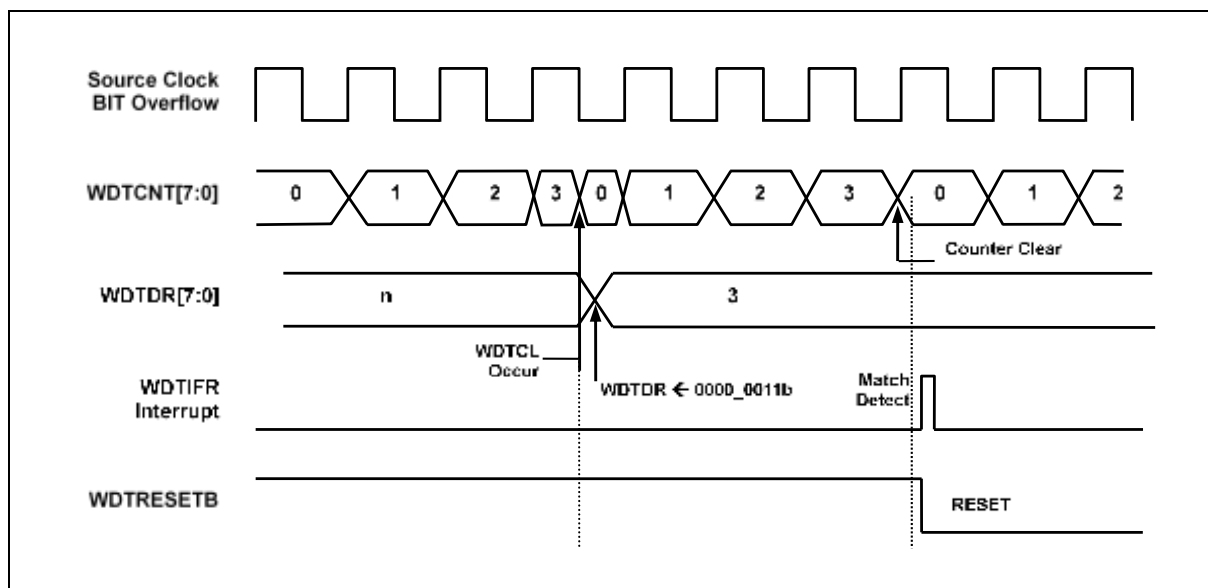 Source Clock
BIT Overflow
WDTCNT[7:0]
0 1 2 3 0 1 2 3 0 1 2
Counter Clear
WDTDR[7:0]
n
3
WDTCL
Occur
WDTDR ← 0000_0011b
WDTIFR
Interrupt
Match
Detect
WDTRESETB
RESET